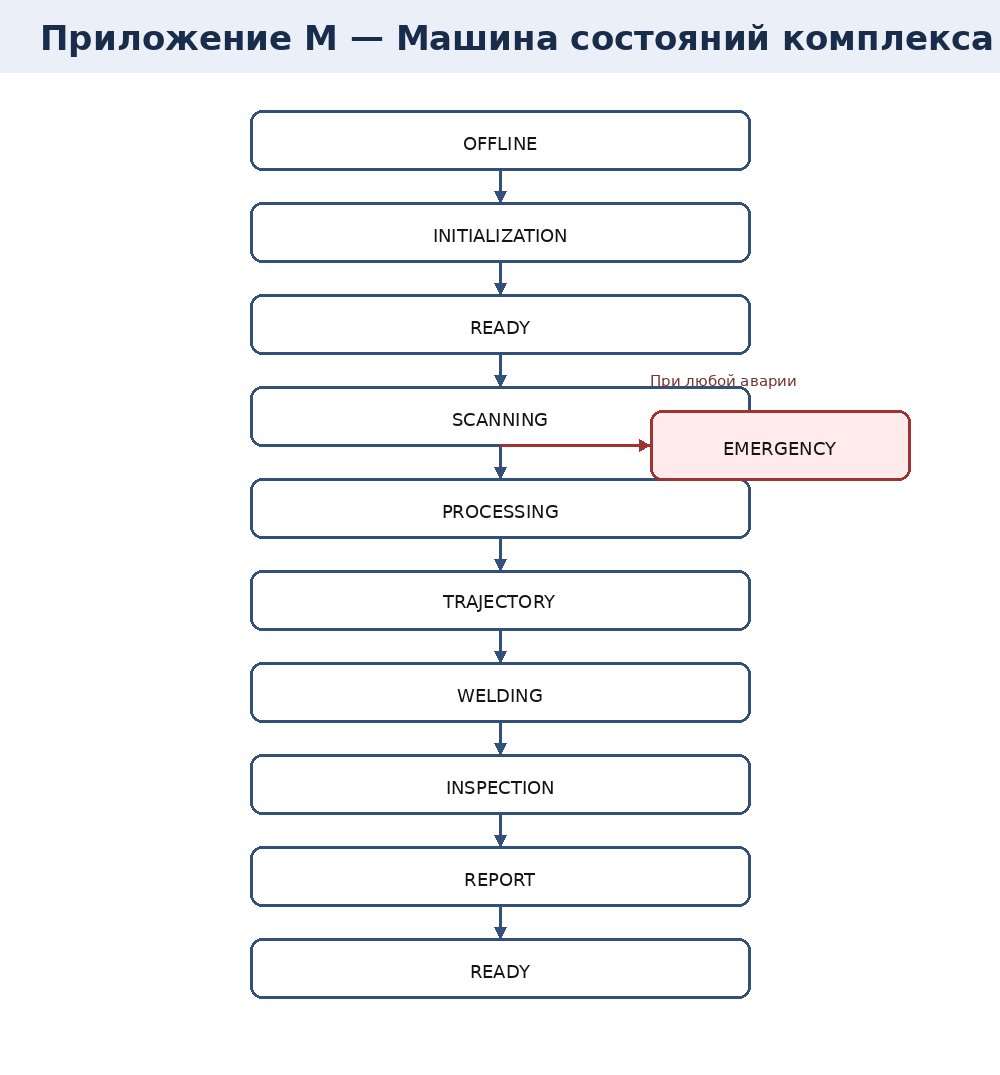 Приложение М — Машина состояний комплекса
OFFLINE
INITIALIZATION
READY
При любой аварии
SCANNING
EMERGENCY
PROCESSING
TRAJECTORY
WELDING
INSPECTION
REPORT
READY